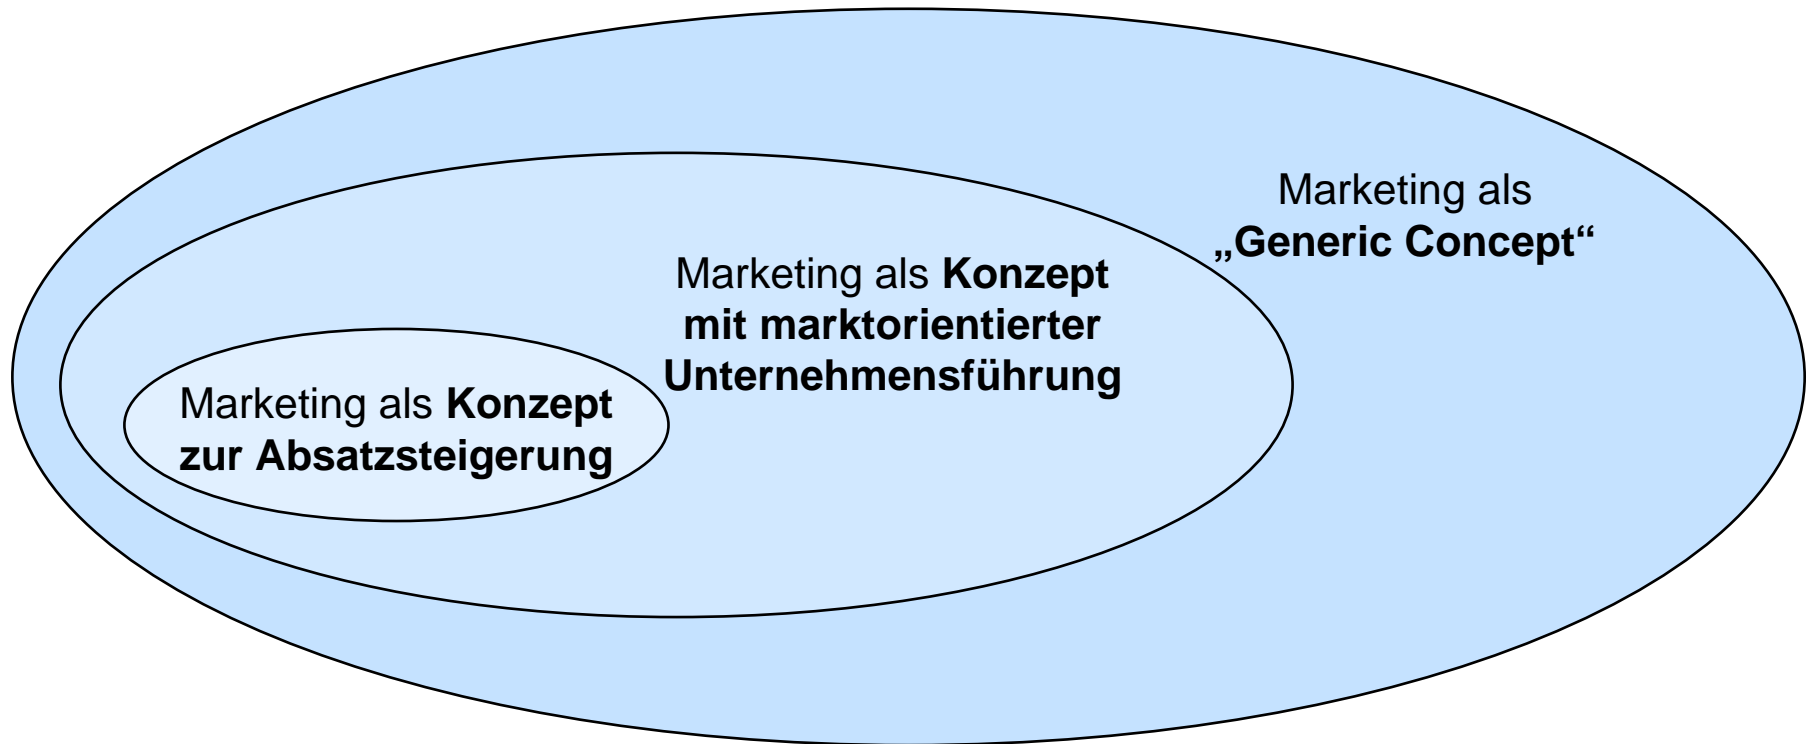 Marketing als
„Generic Concept“
Marketing als Konzept
mit marktorientierter
Unternehmensführung
Marketing als Konzept
zur Absatzsteigerung